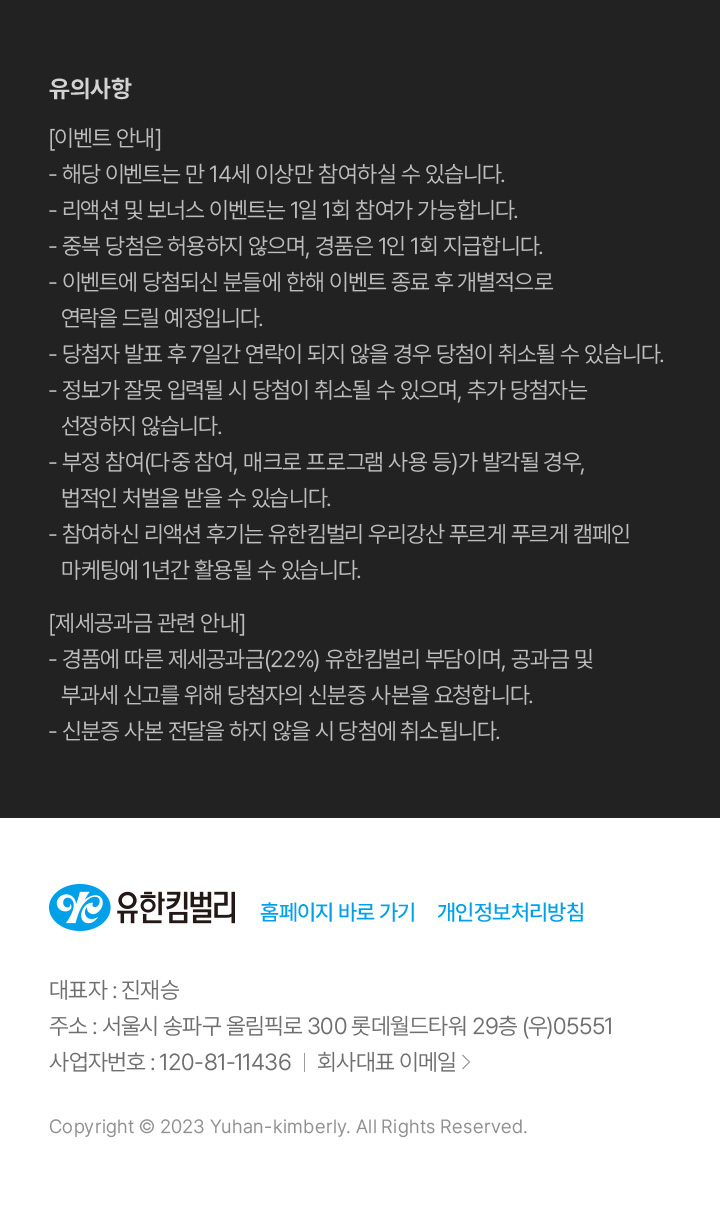 유의사항
[이벤트 안내]
- 해당 이벤트는 만 14세 이상만 참여하실 수 있습니다.
- 리액션 및 보너스 이벤트는 1일 1회 참여가 가능합니다.
- 중복 당첨은 허용하지 않으며, 경품은 1인 1회 지급합니다.
- 이벤트에 당첨되신 분들에 한해 이벤트 종료 후 개별적으로
연락을 드릴 예정입니다.
- 당첨자 발표 후 7일간 연락이 되지 않을 경우 당첨이 취소될 수 있습니다.
- 정보가 잘못 입력될 시 당첨이 취소될 수 있으며, 추가 당첨자는
선정하지 않습니다.
- 부정 참여(다중 참여, 매크로 프로그램 사용 등)가 발각될 경우,
법적인 처벌을 받을 수 있습니다.
- 참여하신 리액션 후기는 유한킴벌리 우리강산 푸르게 푸르게 캠페인
마케팅에 1년간 활용될 수 있습니다.
[제세공과금 관련 안내]
- 경품에 따른 제세공과금(22%) 유한킴벌리 부담이며, 공과금 및
부과세 신고를 위해 당첨자의 신분증 사본을 요청합니다.
- 신분증 사본 전달을 하지 않을 시 당첨에 취소됩니다.
유한킴벌리 홈페이지 바로 가기 개인정보처리방침
대표자 : 진재승
주소 : 서울시 송파구 올림픽로 300 롯데월드타워 29층 (우)05551
사업자번호 : 120-81-11436 | 회사대표 이메일 >
Copyright © 2023 Yuhan-kimberly. All Rights Reserved.